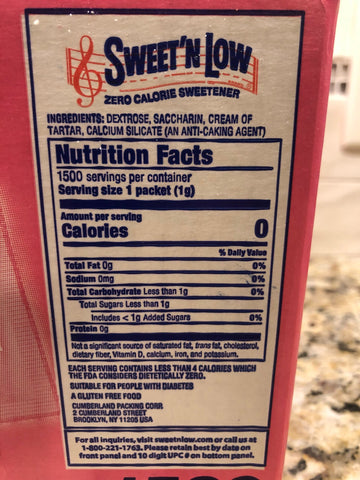 SWEET'N LOW
ZERO CALORIE SWEETENER
INGREDIENTS: DEXTROSE, SACCHARIN, CREAM OF
TARTAR, CALCIUM SILICATE (AN ANTI-CAKING AGENT)
Nutrition Facts
1500 servings per container
Serving size 1 packet (1g)
Amount per serving
Calories 0
% Daily Value
Total Fat 0g 0%
Sodium 0mg 0%
Total Carbohydrate Less than 1g 0%
Total Sugars Less than 1g
Includes < 1g Added Sugars 0%
Protein 0g
Not a significant source of saturated fat, trans fat, cholesterol,
dietary fiber, Vitamin D, calcium, iron, and potassium.
EACH SERVING CONTAINS LESS THAN 4 CALORIES WHICH
THE FDA CONSIDERS DIETETICALLY ZERO.
SUITABLE FOR PEOPLE WITH DIABETES
A GLUTEN FREE FOOD
CUMBERLAND PACKING CORP.
2 CUMBERLAND STREET
BROOKLYN, NY 11205 USA
For all inquiries, visit sweetnlow.com or call us at
1-800-221-1763. Please retain best by date on
front panel and 10 digit UPC # on bottom panel.